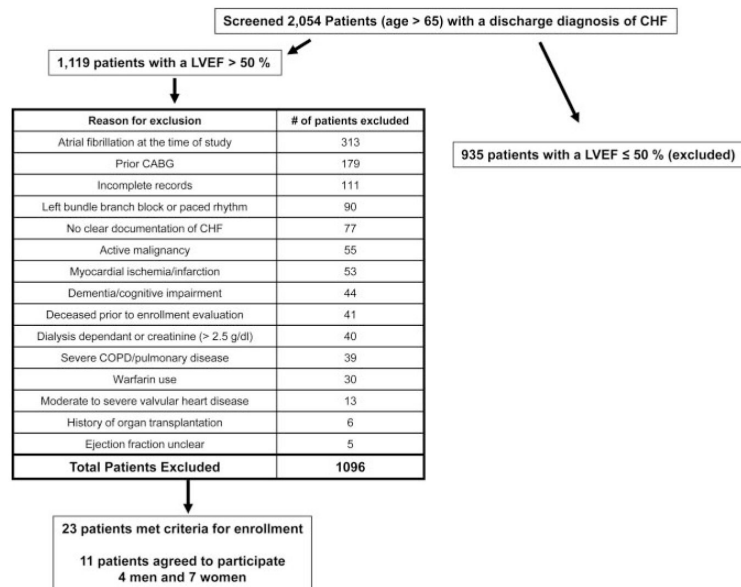 Screened 2,054 Patients (age > 65) with a discharge diagnosis of CHF
1,119 patients with a LVEF > 50 %
935 patients with a LVEF ≤ 50 % (excluded)
Reason for exclusion # of patients excluded
Atrial fibrillation at the time of study 313
Prior CABG 179
Incomplete records 111
Left bundle branch block or paced rhythm 90
No clear documentation of CHF 77
Active malignancy 55
Myocardial ischemia/infarction 53
Dementia/cognitive impairment 44
Deceased prior to enrollment evaluation 41
Dialysis dependant or creatinine (> 2.5 g/dl) 40
Severe COPD/pulmonary disease 39
Warfarin use 30
Moderate to severe valvular heart disease 13
History of organ transplantation 6
Ejection fraction unclear 5
Total Patients Excluded 1096
23 patients met criteria for enrollment
11 patients agreed to participate
4 men and 7 women